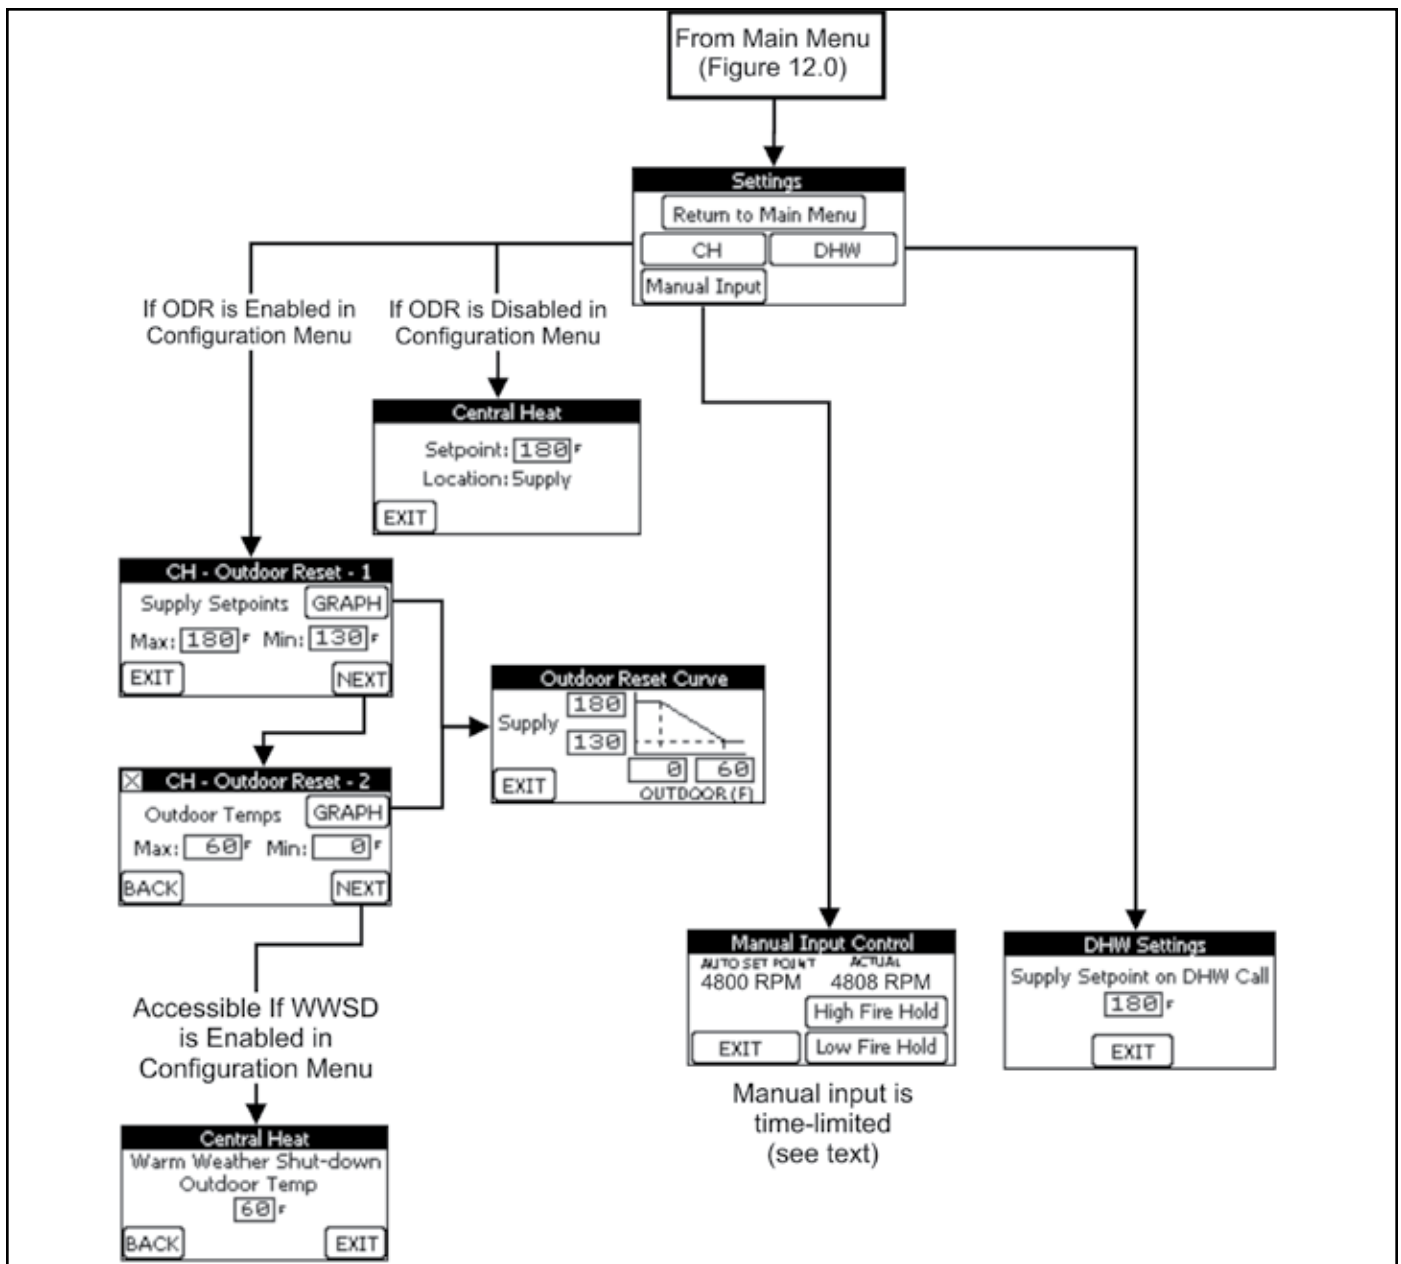 From Main Menu
(Figure 12.0)
Settings
Return to Main Menu
CH DHW
Manual Input
If ODR is Enabled in
Configuration Menu
If ODR is Disabled in
Configuration Menu
Central Heat
Setpoint: 180 F
Location: Supply
EXIT
CH - Outdoor Reset - 1
Supply Setpoints GRAPH
Max: 180 F Min: 130 F
EXIT NEXT
Outdoor Reset Curve
180
Supply
130
0 60
EXIT
OUTDOOR (F)
CH - Outdoor Reset - 2
Outdoor Temps GRAPH
Max: 60 F Min: 0 F
BACK NEXT
Accessible If WWSD
is Enabled in
Configuration Menu
Central Heat
Warm Weather Shut-down
Outdoor Temp
60 F
BACK EXIT
Manual Input Control
AUTO SET POINT ACTUAL
4800 RPM 4808 RPM
High Fire Hold
EXIT Low Fire Hold
Manual input is
time-limited
(see text)
DHW Settings
Supply Setpoint on DHW Call
180 F
EXIT